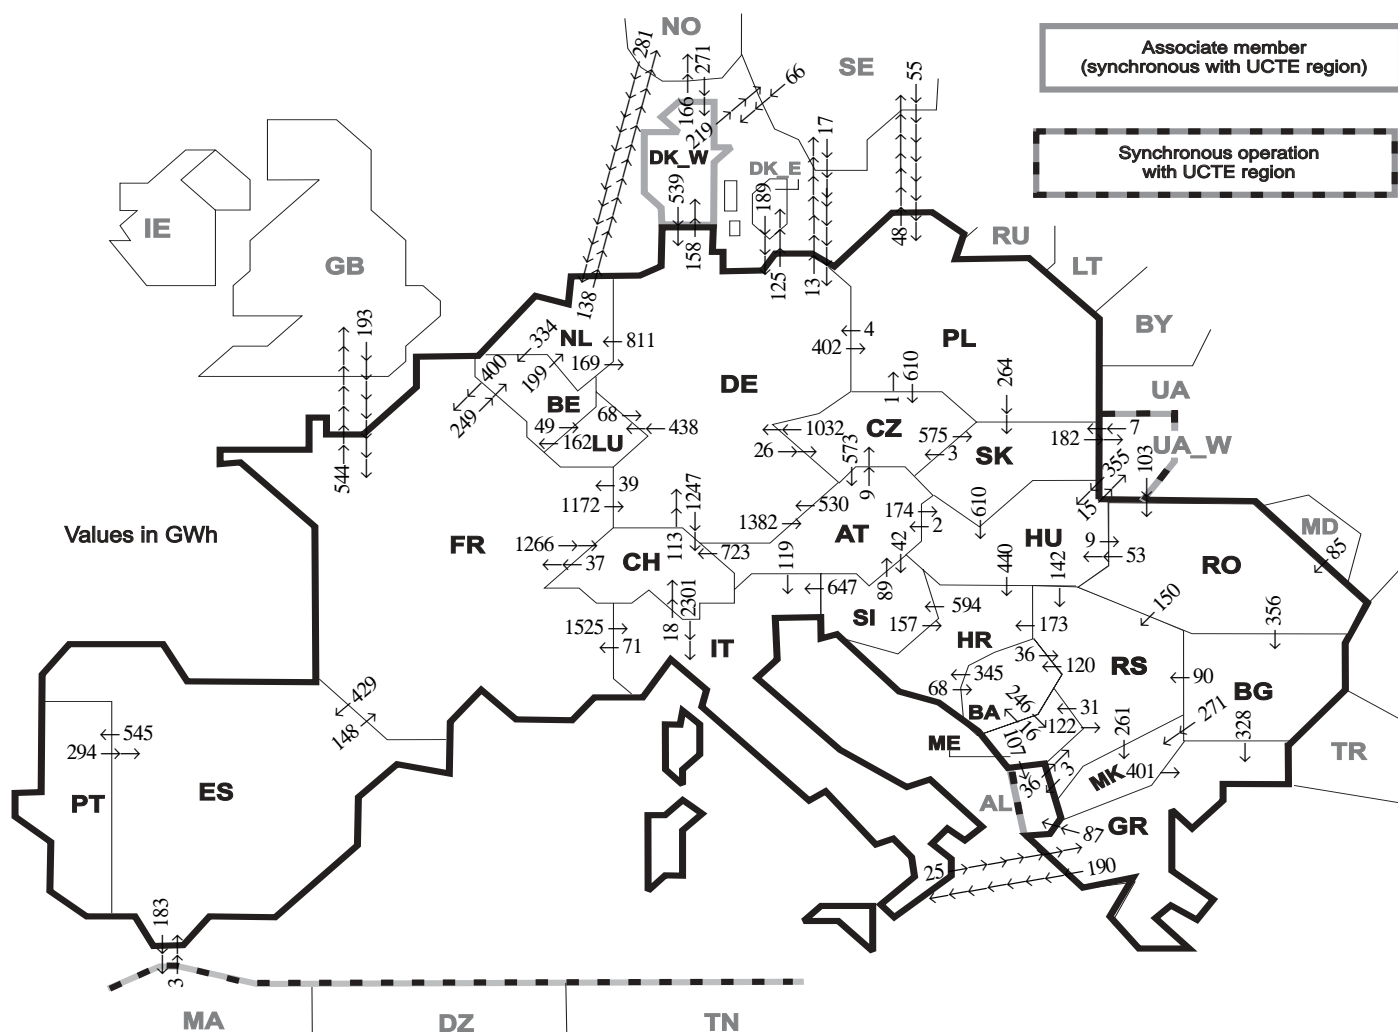 NO
281
271
166
219
66
SE
55
17
Associate member
(synchronous with UCTE region)
Synchronous operation
with UCTE region
DK_W
DK_E
539
189
158
125
13
48
138
IE
GB
193
544
RU
LT
BY
UA
UA_W
NL
334
811
169
199
400
249
BE
49
162
LU
68
438
DE
4
402
PL
610
1
264
CZ
1032
26
573
9
575
3
SK
7
182
355
15
103
Values in GWh
FR
39
1172
1247
113
1266
37
CH
723
1382
530
119
AT
174
2
42
89
610
HU
9
53
440
142
RO
MD
85
150
356
647
SI
157
594
HR
173
18
2301
1525
71
IT
36
120
RS
90
BG
345
68
BA
246
16
31
122
261
271
328
ME
107
36
3
MK
401
AL
GR
87
25
190
TR
429
148
545
294
PT
ES
183
3
MA
DZ
TN